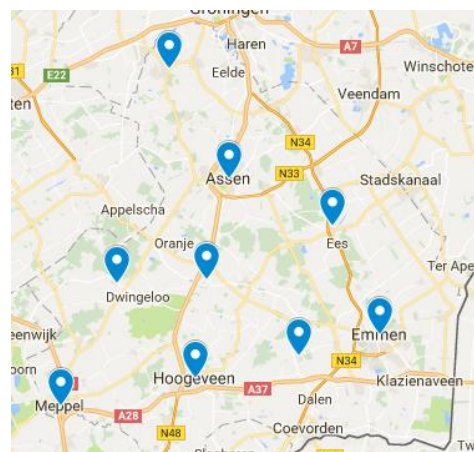 Groningen
Haren
A7
E22
Eelde
Winschote
Veendam
N34
N33
Assen
Stadskanaal
Appelscha
Oranje
Ees
Ter Ape
Dwingeloo
Emmen
N34
Hoogeveen
A37
Klazienaveen
Meppel
A28
Dalen
N48
Coevorden